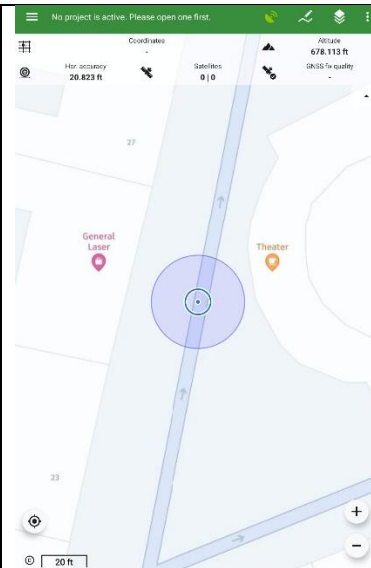 No project is active. Please open one first.
Coordinates
-
Altitude
678.113 ft
Hor. accuracy
20.823 ft
Satellites
0 | 0
GNSS fix quality
-
27
General
Laser
Theater
23
+
-
© 20 ft